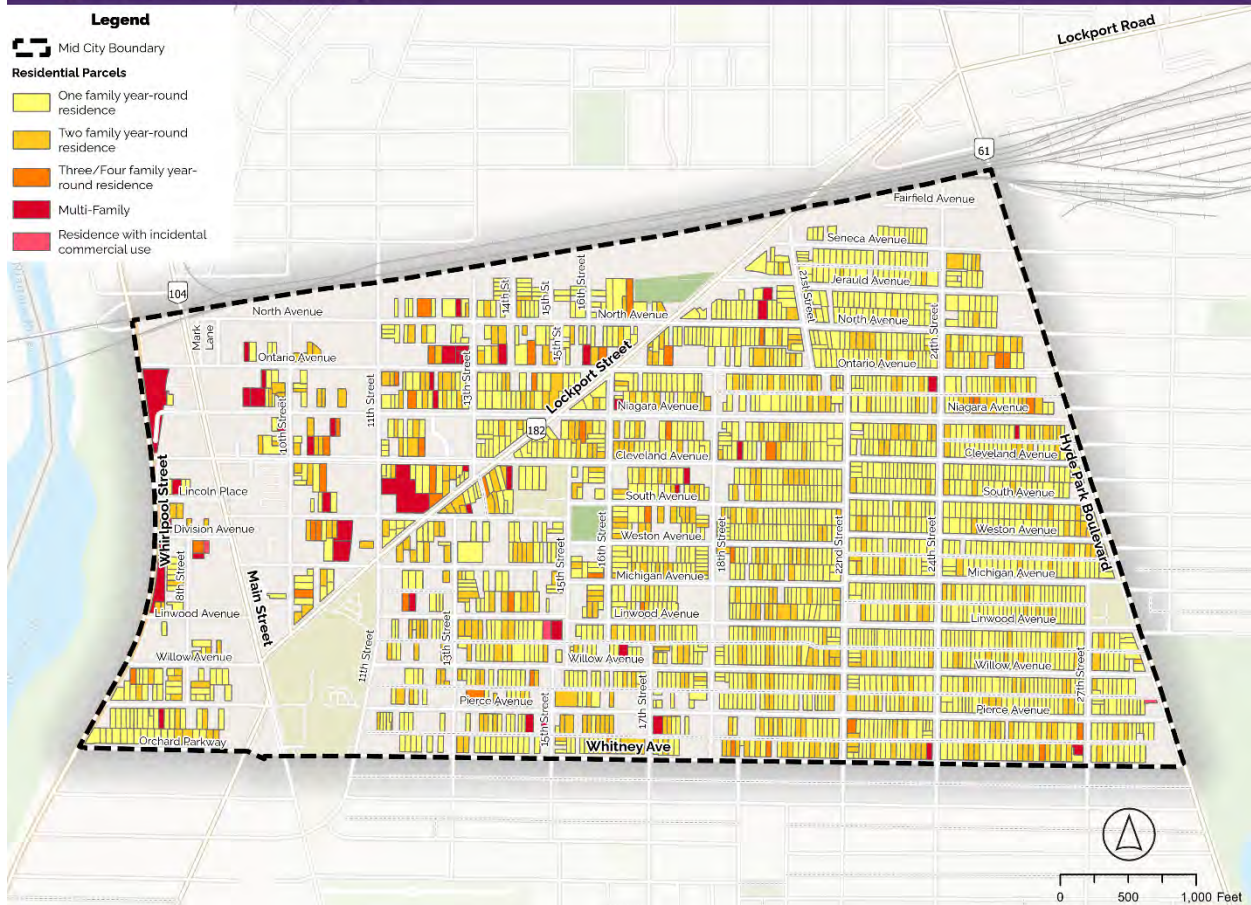 Legend
Mid City Boundary
Residential Parcels
One family year-round
residence
Two family year-round
residence
Three/Four family year-
round residence
Multi-Family
Residence with incidental
commercial use
Lockport Road
61
Fairfield Avenue
Seneca Avenue
Jerauld Avenue
21st Street
104
North Avenue
14th St
15th St
16th Street
North Avenue
North Avenue
24th Street
Mark
Lane
Ontario Avenue
15th St
Lockport Street
Ontario Avenue
13th Street
11th Street
Niagara Avenue
Niagara Avenue
10th Street
182
Cleveland Avenue
Cleveland Avenue
Hyde Park Boulevard
Whirlpool Street
Lincoln Place
South Avenue
South Avenue
Division Avenue
16th Street
Weston Avenue
18th Street
22nd Street
24th Street
Weston Avenue
8th Street
Main Street
15th Street
Michigan Avenue
Michigan Avenue
Linwood Avenue
Linwood Avenue
Linwood Avenue
11th Street
13th Street
Willow Avenue
Willow Avenue
Willow Avenue
27th Street
Pierce Avenue
15th Street
17th Street
Pierce Avenue
Orchard Parkway
Whitney Ave
0 500 1,000 Feet